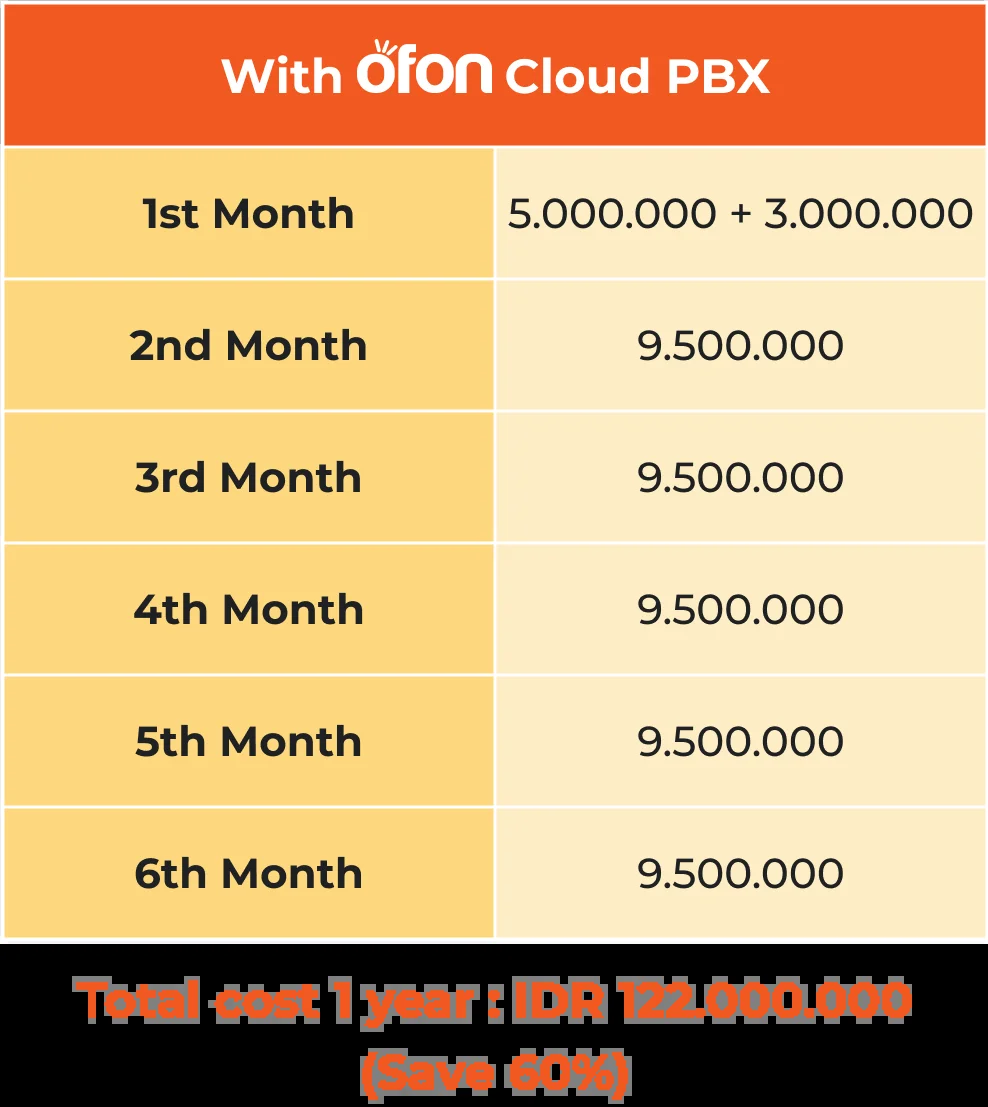 With ofon Cloud PBX
1st Month 5.000.000 + 3.000.000
2nd Month 9.500.000
3rd Month 9.500.000
4th Month 9.500.000
5th Month 9.500.000
6th Month 9.500.000
Total cost 1 year : IDR 122.000.000
(Save 60%)